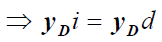 ⇒ y_D i = y_D d